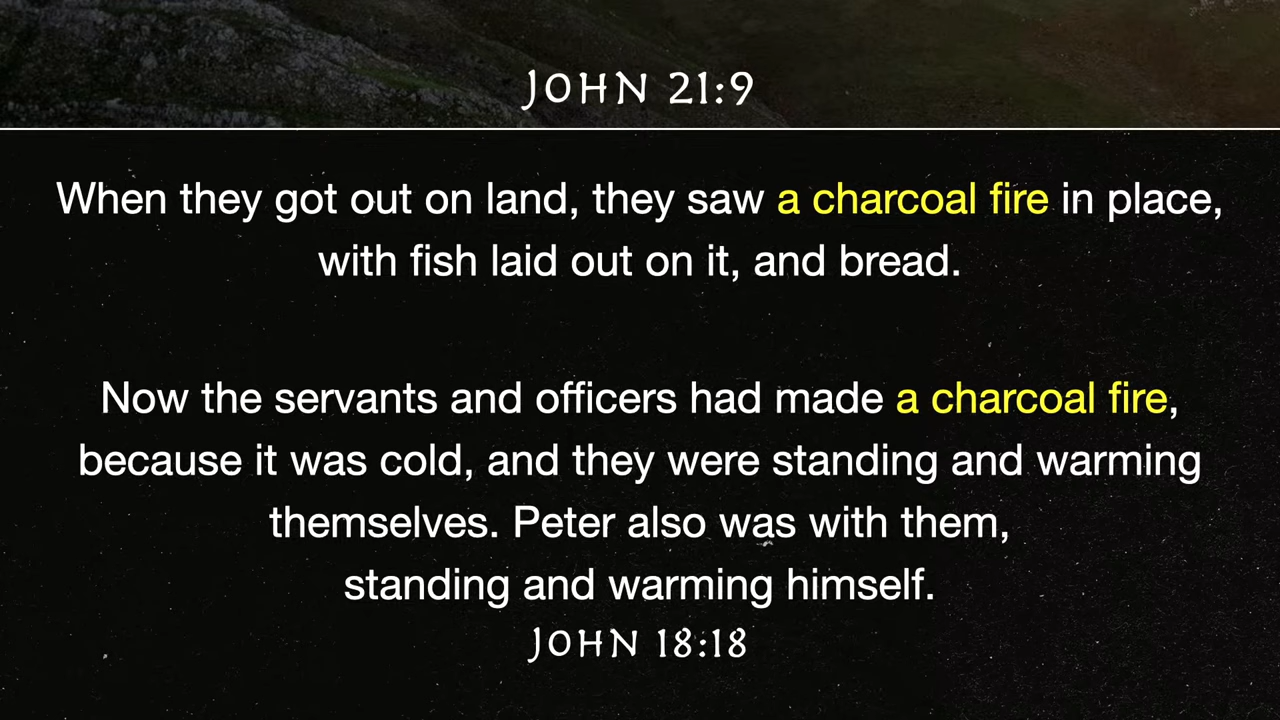 JOHN 21:9
When they got out on land, they saw a charcoal fire in place,
with fish laid out on it, and bread.
Now the servants and officers had made a charcoal fire,
because it was cold, and they were standing and warming
themselves. Peter also was with them,
standing and warming himself.
JOHN 18:18